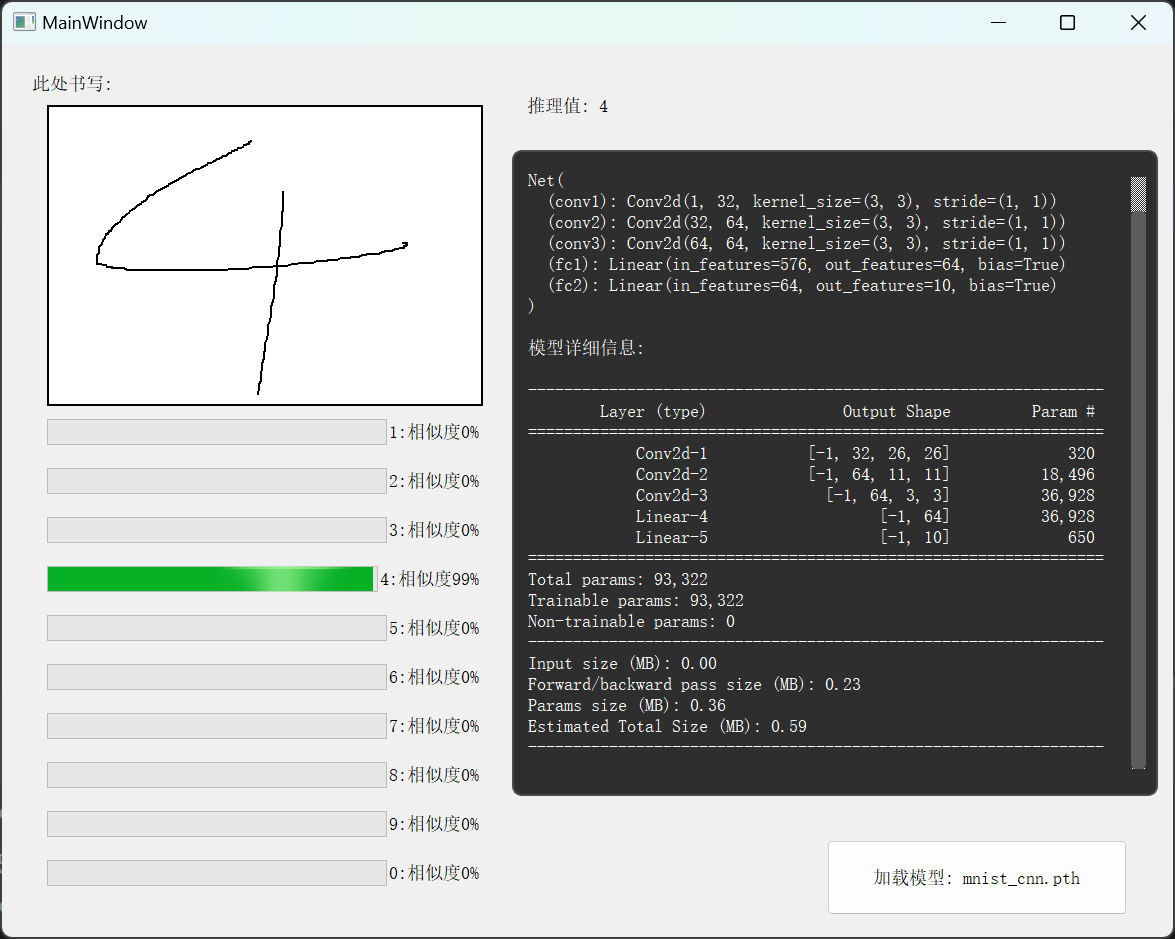 MainWindow
此处书写:
4
1:相似度0%
2:相似度0%
3:相似度0%
4:相似度99%
5:相似度0%
6:相似度0%
7:相似度0%
8:相似度0%
9:相似度0%
0:相似度0%
推理值: 4
Net(
  (conv1): Conv2d(1, 32, kernel_size=(3, 3), stride=(1, 1))
  (conv2): Conv2d(32, 64, kernel_size=(3, 3), stride=(1, 1))
  (conv3): Conv2d(64, 64, kernel_size=(3, 3), stride=(1, 1))
  (fc1): Linear(in_features=576, out_features=64, bias=True)
  (fc2): Linear(in_features=64, out_features=10, bias=True)
)
模型详细信息:
----------------------------------------------------------------
        Layer (type)               Output Shape         Param #
================================================================
            Conv2d-1           [-1, 32, 26, 26]             320
            Conv2d-2           [-1, 64, 11, 11]          18,496
            Conv2d-3             [-1, 64, 3, 3]          36,928
            Linear-4                   [-1, 64]          36,928
            Linear-5                   [-1, 10]             650
================================================================
Total params: 93,322
Trainable params: 93,322
Non-trainable params: 0
----------------------------------------------------------------
Input size (MB): 0.00
Forward/backward pass size (MB): 0.23
Params size (MB): 0.36
Estimated Total Size (MB): 0.59
----------------------------------------------------------------
加载模型: mnist_cnn.pth